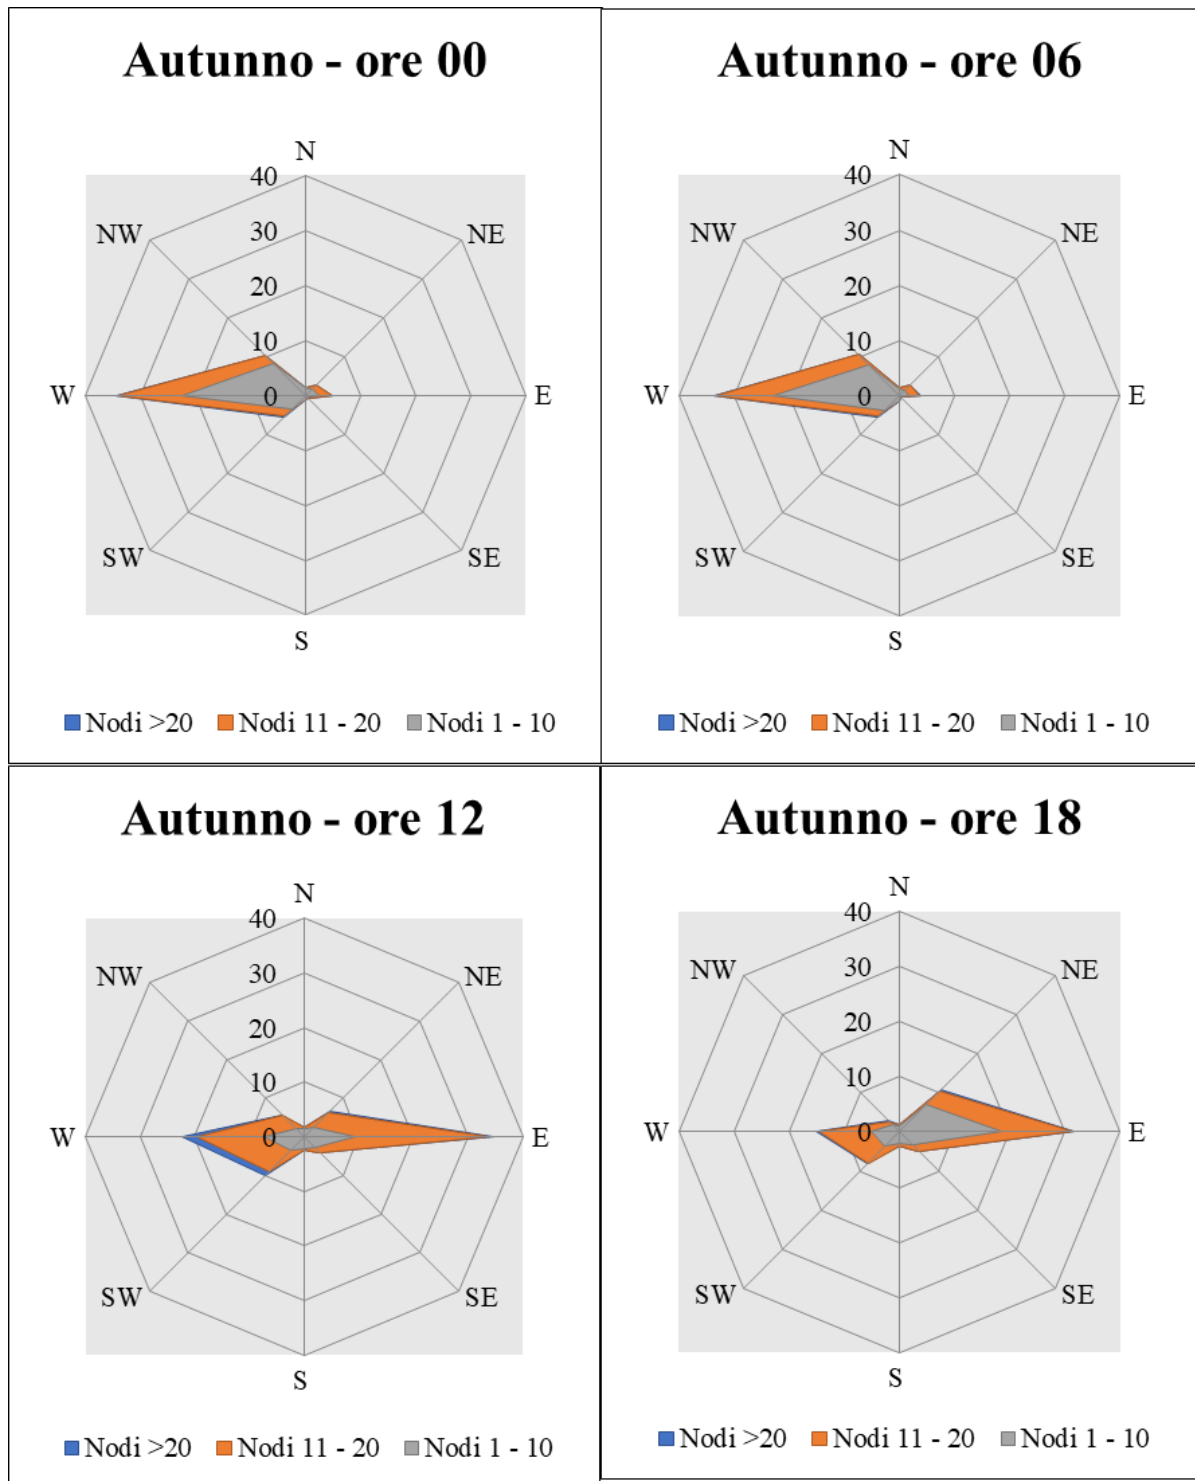 Autunno - ore 00
N
40
NW
NE
30
20
10
W
0
E
SW
SE
S
Nodi >20 Nodi 11 - 20 Nodi 1 - 10
Autunno - ore 06
N
40
NW
NE
30
20
10
W
0
E
SW
SE
S
Nodi >20 Nodi 11 - 20 Nodi 1 - 10
Autunno - ore 12
N
40
NW
NE
30
20
10
W
0
E
SW
SE
S
Nodi >20 Nodi 11 - 20 Nodi 1 - 10
Autunno - ore 18
N
40
NW
NE
30
20
10
W
0
E
SW
SE
S
Nodi >20 Nodi 11 - 20 Nodi 1 - 10